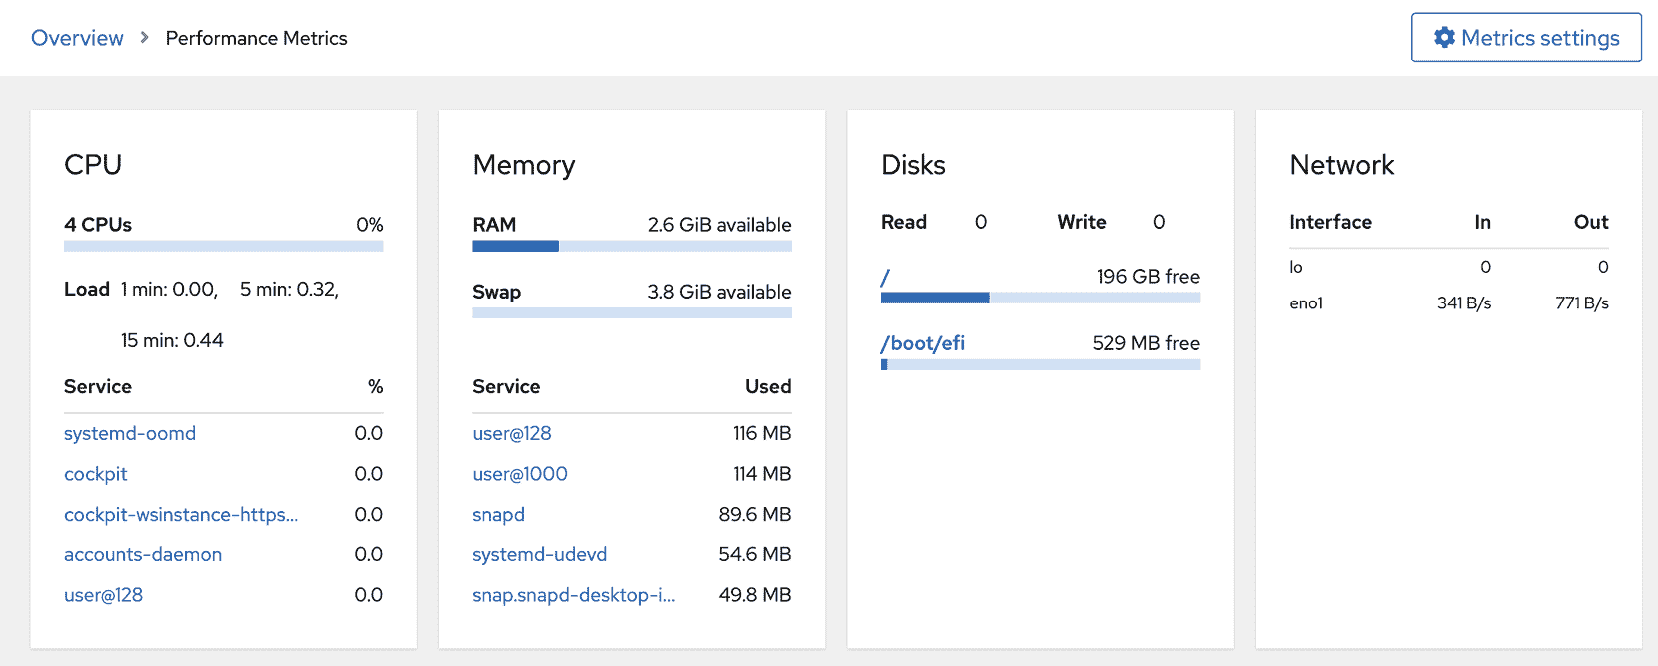 Overview > Performance Metrics
Metrics settings
CPU
4 CPUs 0%
Load 1 min: 0.00, 5 min: 0.32,
15 min: 0.44
Service %
systemd-oomd 0.0
cockpit 0.0
cockpit-wsinstance-https... 0.0
accounts-daemon 0.0
user@128 0.0
Memory
RAM 2.6 GiB available
Swap 3.8 GiB available
Service Used
user@128 116 MB
user@1000 114 MB
snapd 89.6 MB
systemd-udevd 54.6 MB
snap.snapd-desktop-i... 49.8 MB
Disks
Read 0 Write 0
/ 196 GB free
/boot/efi 529 MB free
Network
Interface In Out
lo 0 0
eno1 341 B/s 771 B/s